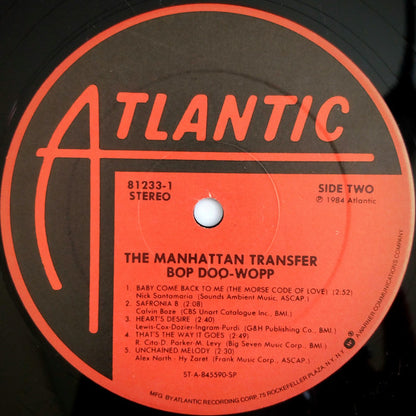 ATLANTIC
81233-1
STEREO
SIDE TWO
℗ 1984 Atlantic
THE MANHATTAN TRANSFER
BOP DOO-WOPP
1. BABY COME BACK TO ME (THE MORSE CODE OF LOVE) (2:52)
Nick Santamaria (Sounds Ambient Music, ASCAP.)
2. SAFRONIA B (2:08)
Calvin Boze (CBS Unart Catalogue Inc., BMI.)
3. HEART'S DESIRE (2:40)
Lewis-Cox-Dozier-Ingram-Purdi (G&H Publishing Co., BMI.)
4. THAT'S THE WAY IT GOES (2:49)
R. Cito-D. Parker-M. Levy (Big Seven Music Corp., BMI.)
5. UNCHAINED MELODY (2:30)
Alex North - Hy Zaret (Frank Music Corp., ASCAP)
ST-A-845590-SP
MFG. BY ATLANTIC RECORDING CORP., 75 ROCKEFELLER PLAZA, N.Y., N.Y.
A WARNER COMMUNICATIONS COMPANY